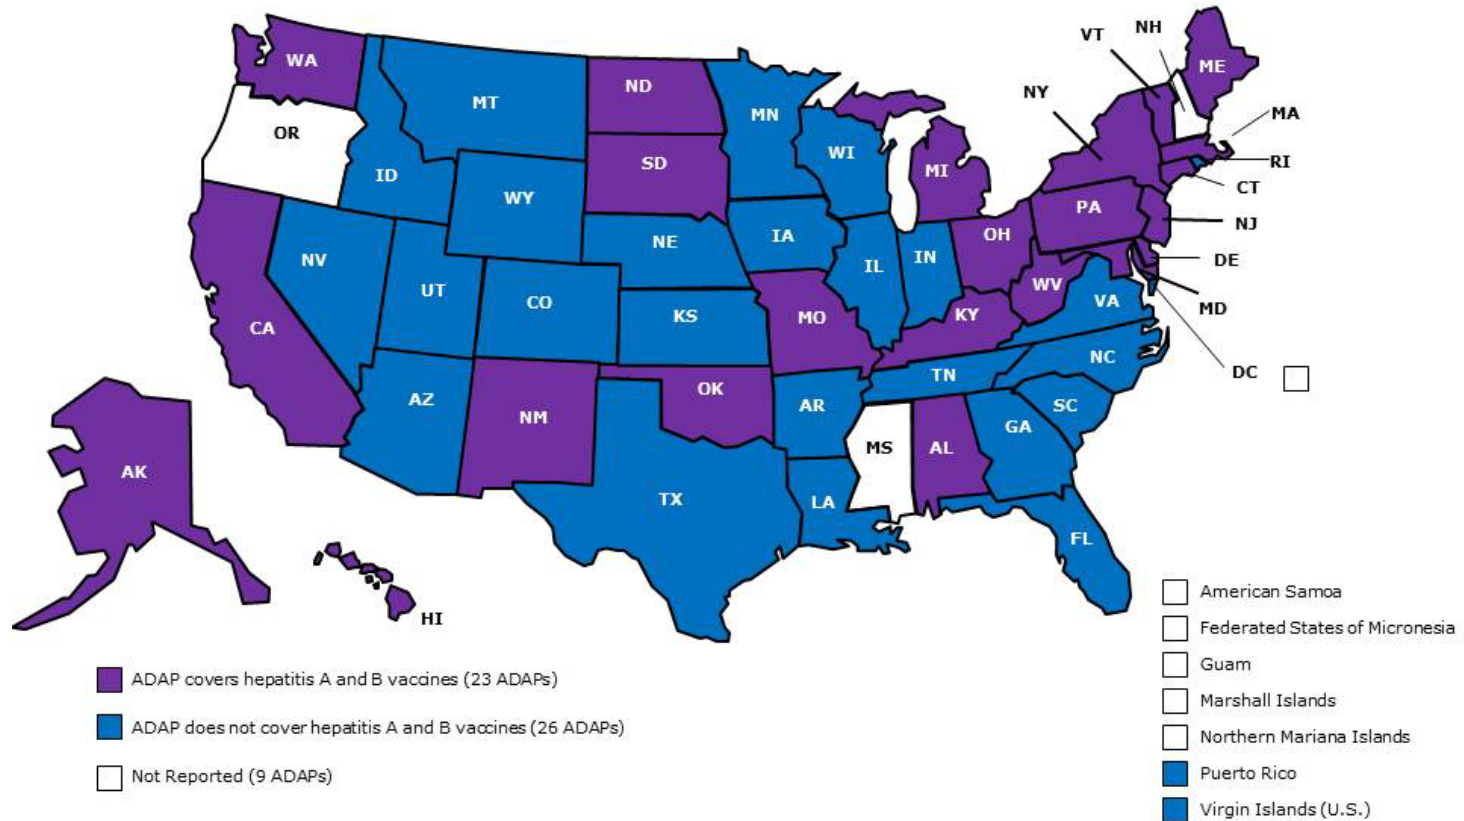 NH
VT
ME
WA
ND
MT
MN
NY
OR
MA
WI
SD
RI
MI
ID
CT
WY
PA
NJ
OH
IA
NE
IN
DE
NV
IL
WV
UT
VA
CO
MD
KS
KY
MO
CA
NC
DC
TN
OK
AZ
AR
SC
NM
GA
MS
AL
AK
TX
LA
FL
American Samoa
HI
Federated States of Micronesia
Guam
ADAP covers hepatitis A and B vaccines (23 ADAPs)
Marshall Islands
ADAP does not cover hepatitis A and B vaccines (26 ADAPs)
Northern Mariana Islands
Not Reported (9 ADAPs)
Puerto Rico
Virgin Islands (U.S.)